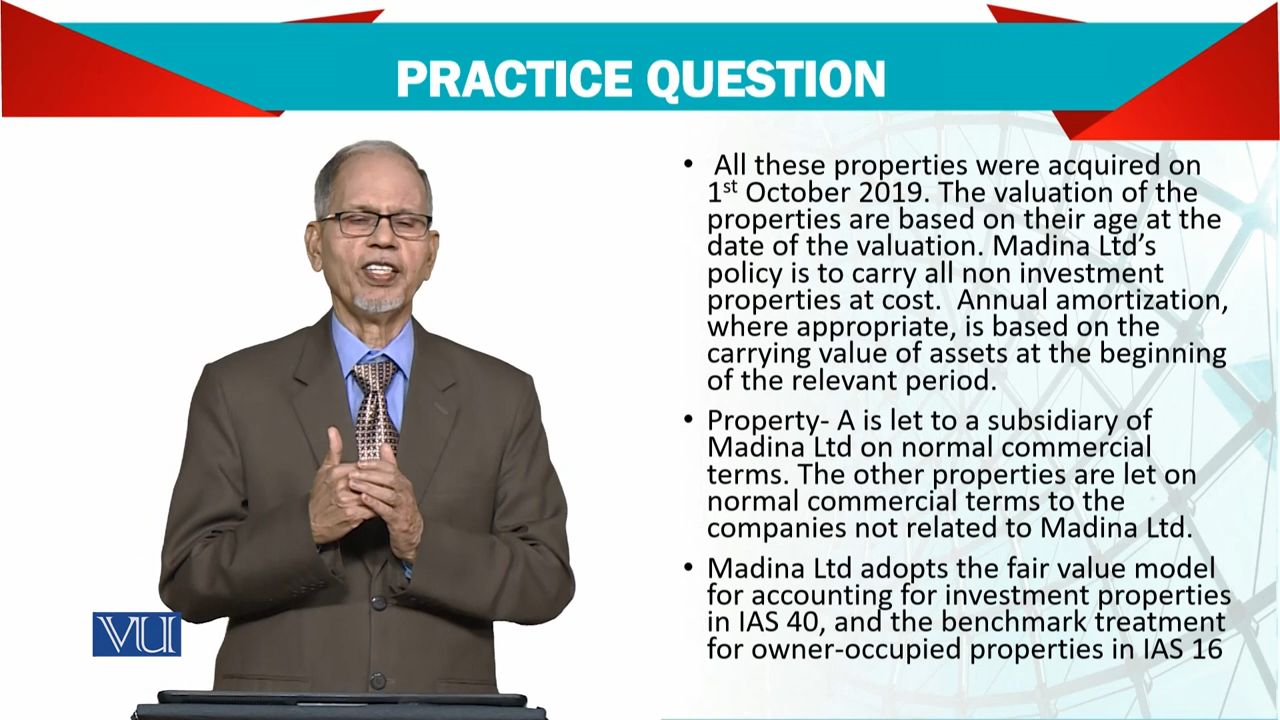 PRACTICE QUESTION
• All these properties were acquired on
1st October 2019. The valuation of the
properties are based on their age at the
date of the valuation. Madina Ltd’s
policy is to carry all non investment
properties at cost. Annual amortization,
where appropriate, is based on the
carrying value of assets at the beginning
of the relevant period.
• Property- A is let to a subsidiary of
Madina Ltd on normal commercial
terms. The other properties are let on
normal commercial terms to the
companies not related to Madina Ltd.
• Madina Ltd adopts the fair value model
for accounting for investment properties
in IAS 40, and the benchmark treatment
for owner-occupied properties in IAS 16
VU